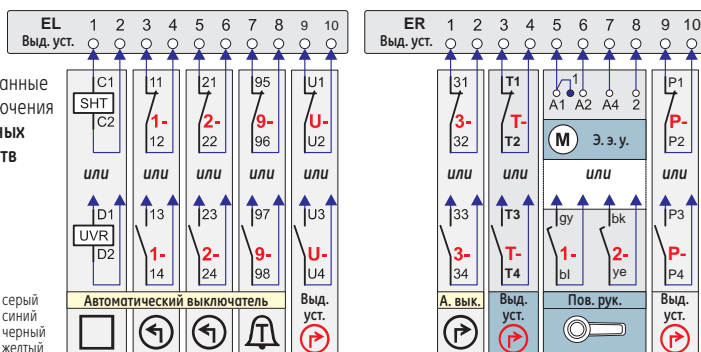 EL 1 2 3 4 5 6 7 8 9 10
Выд. уст.
ER 1 2 3 4 5 6 7 8 9 10
Выд. уст.
анные
ючения
ных
тв
C1 11 21 95 U1
SHT 1- 2- 9- U-
C2 12 22 96 U2
или или или или или
D1 13 23 97 U3
UVR 1- 2- 9- U-
D2 14 24 98 U4
Автоматический выключатель
Выд. уст.
T
серый
синий
черный
желтый
31 T1 1 P1
A1 A2 A4 2
3- T- M Э. э. у. P-
32 T2 P2
или или или или
33 T3 gy bk P3
3- T- 1- 2- P-
34 T4 bl ye P4
А. вык. Выд. уст. Пов. рук. Выд. уст.